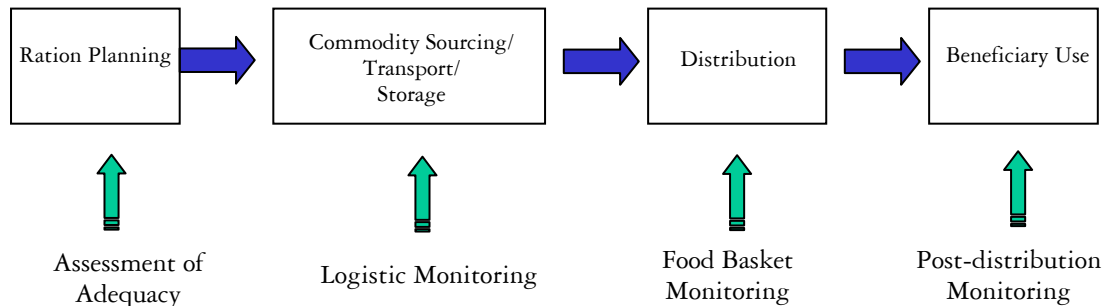 Ration Planning
Commodity Sourcing/
Transport/
Storage
Distribution
Beneficiary Use
Assessment of
Adequacy
Logistic Monitoring
Food Basket
Monitoring
Post-distribution
Monitoring